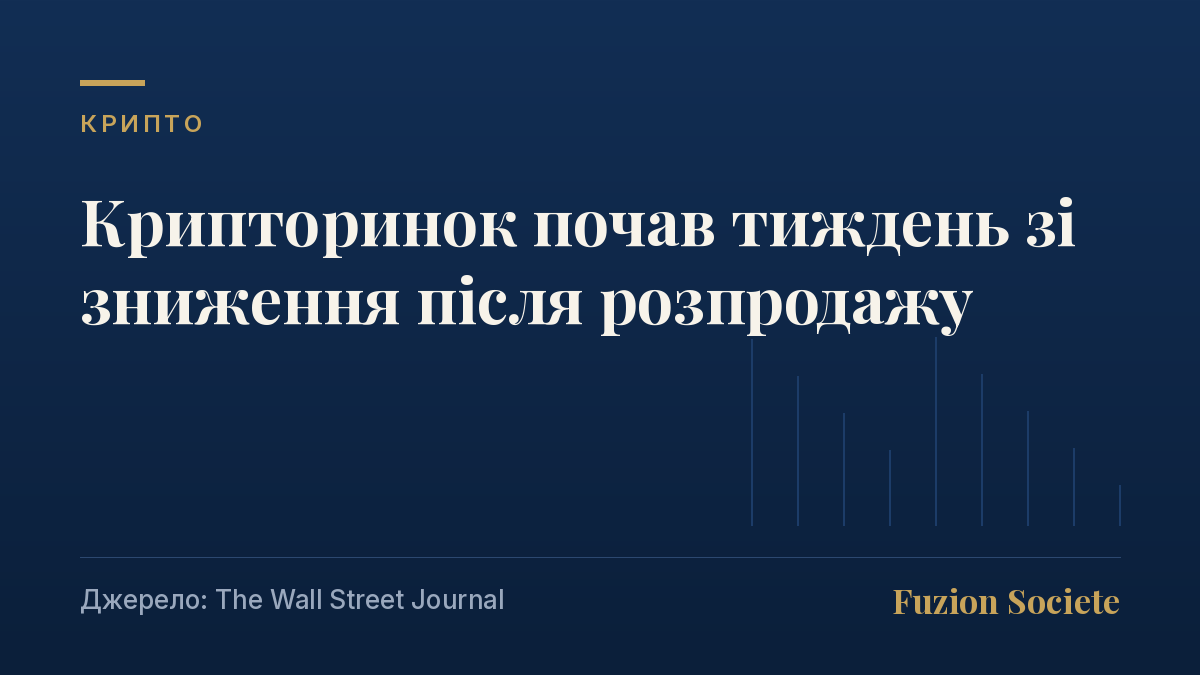 КРИПТО
Крипторинок почав тиждень зі
зниження після розпродажу
Джерело: The Wall Street Journal
Fuzion Societe